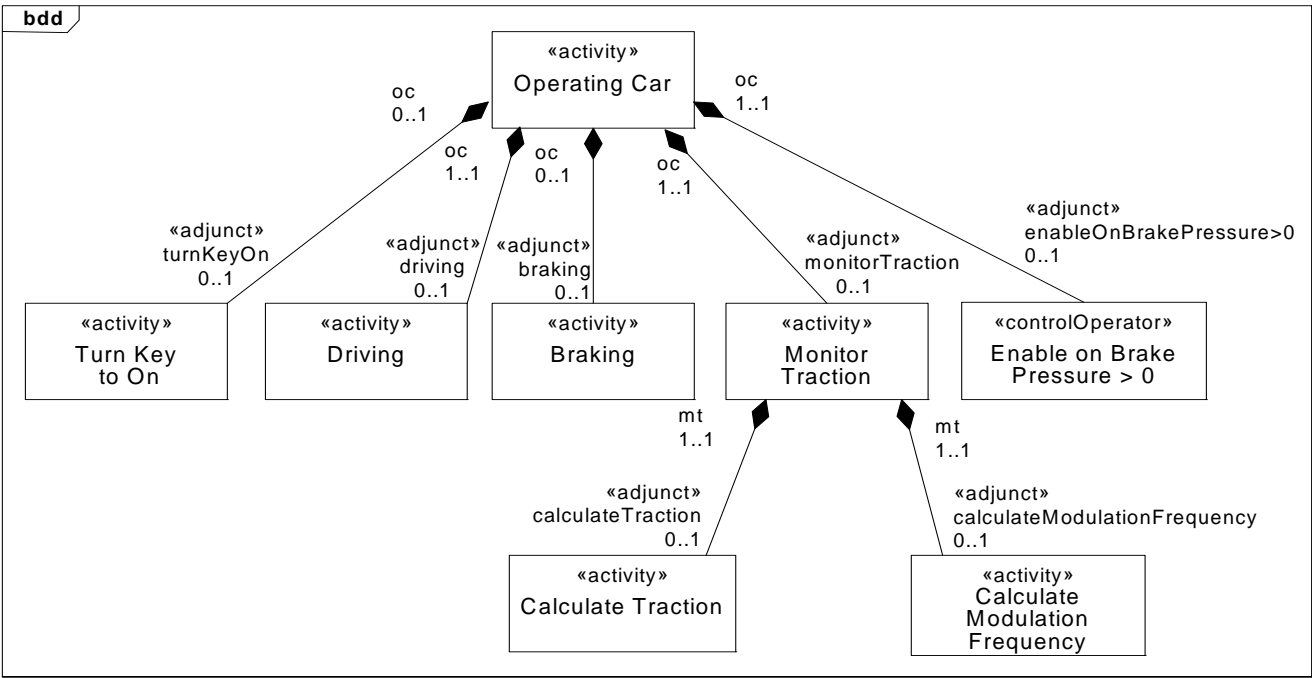 bdd
«activity»
Operating Car
oc
0..1
oc
1..1
oc
0..1
oc
1..1
oc
1..1
«adjunct»
turnKeyOn
0..1
«adjunct»
driving
0..1
«adjunct»
braking
0..1
«adjunct»
monitorTraction
0..1
«adjunct»
enableOnBrakePressure>0
0..1
«activity»
Turn Key
to On
«activity»
Driving
«activity»
Braking
«activity»
Monitor
Traction
«controlOperator»
Enable on Brake
Pressure > 0
mt
1..1
mt
1..1
«adjunct»
calculateTraction
0..1
«adjunct»
calculateModulationFrequency
0..1
«activity»
Calculate Traction
«activity»
Calculate
Modulation
Frequency